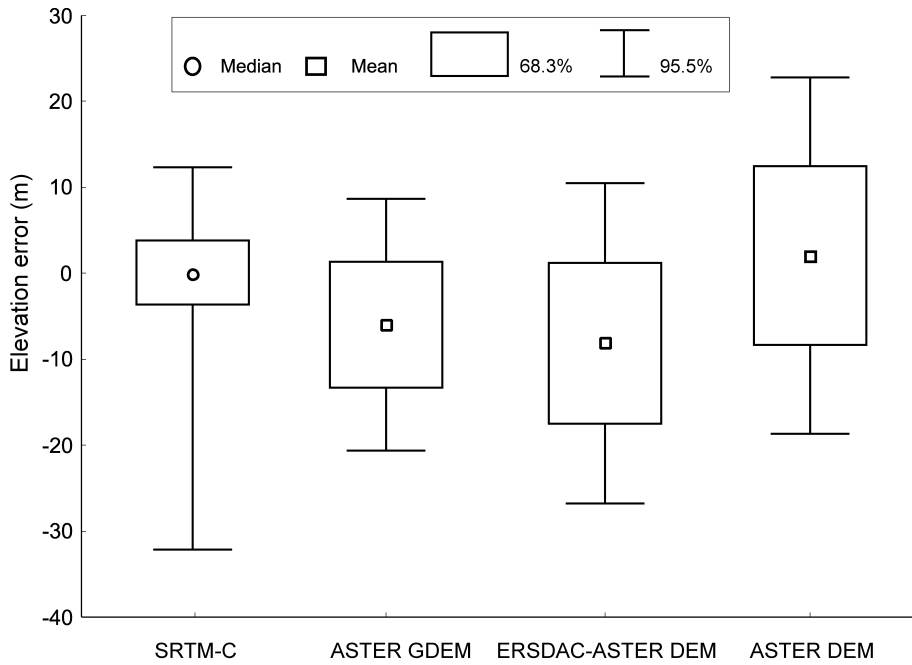 30
20
10
0
-10
-20
-30
-40
Elevation error (m)
Median Mean 68.3% 95.5%
SRTM-C ASTER GDEM ERSDAC-ASTER DEM ASTER DEM